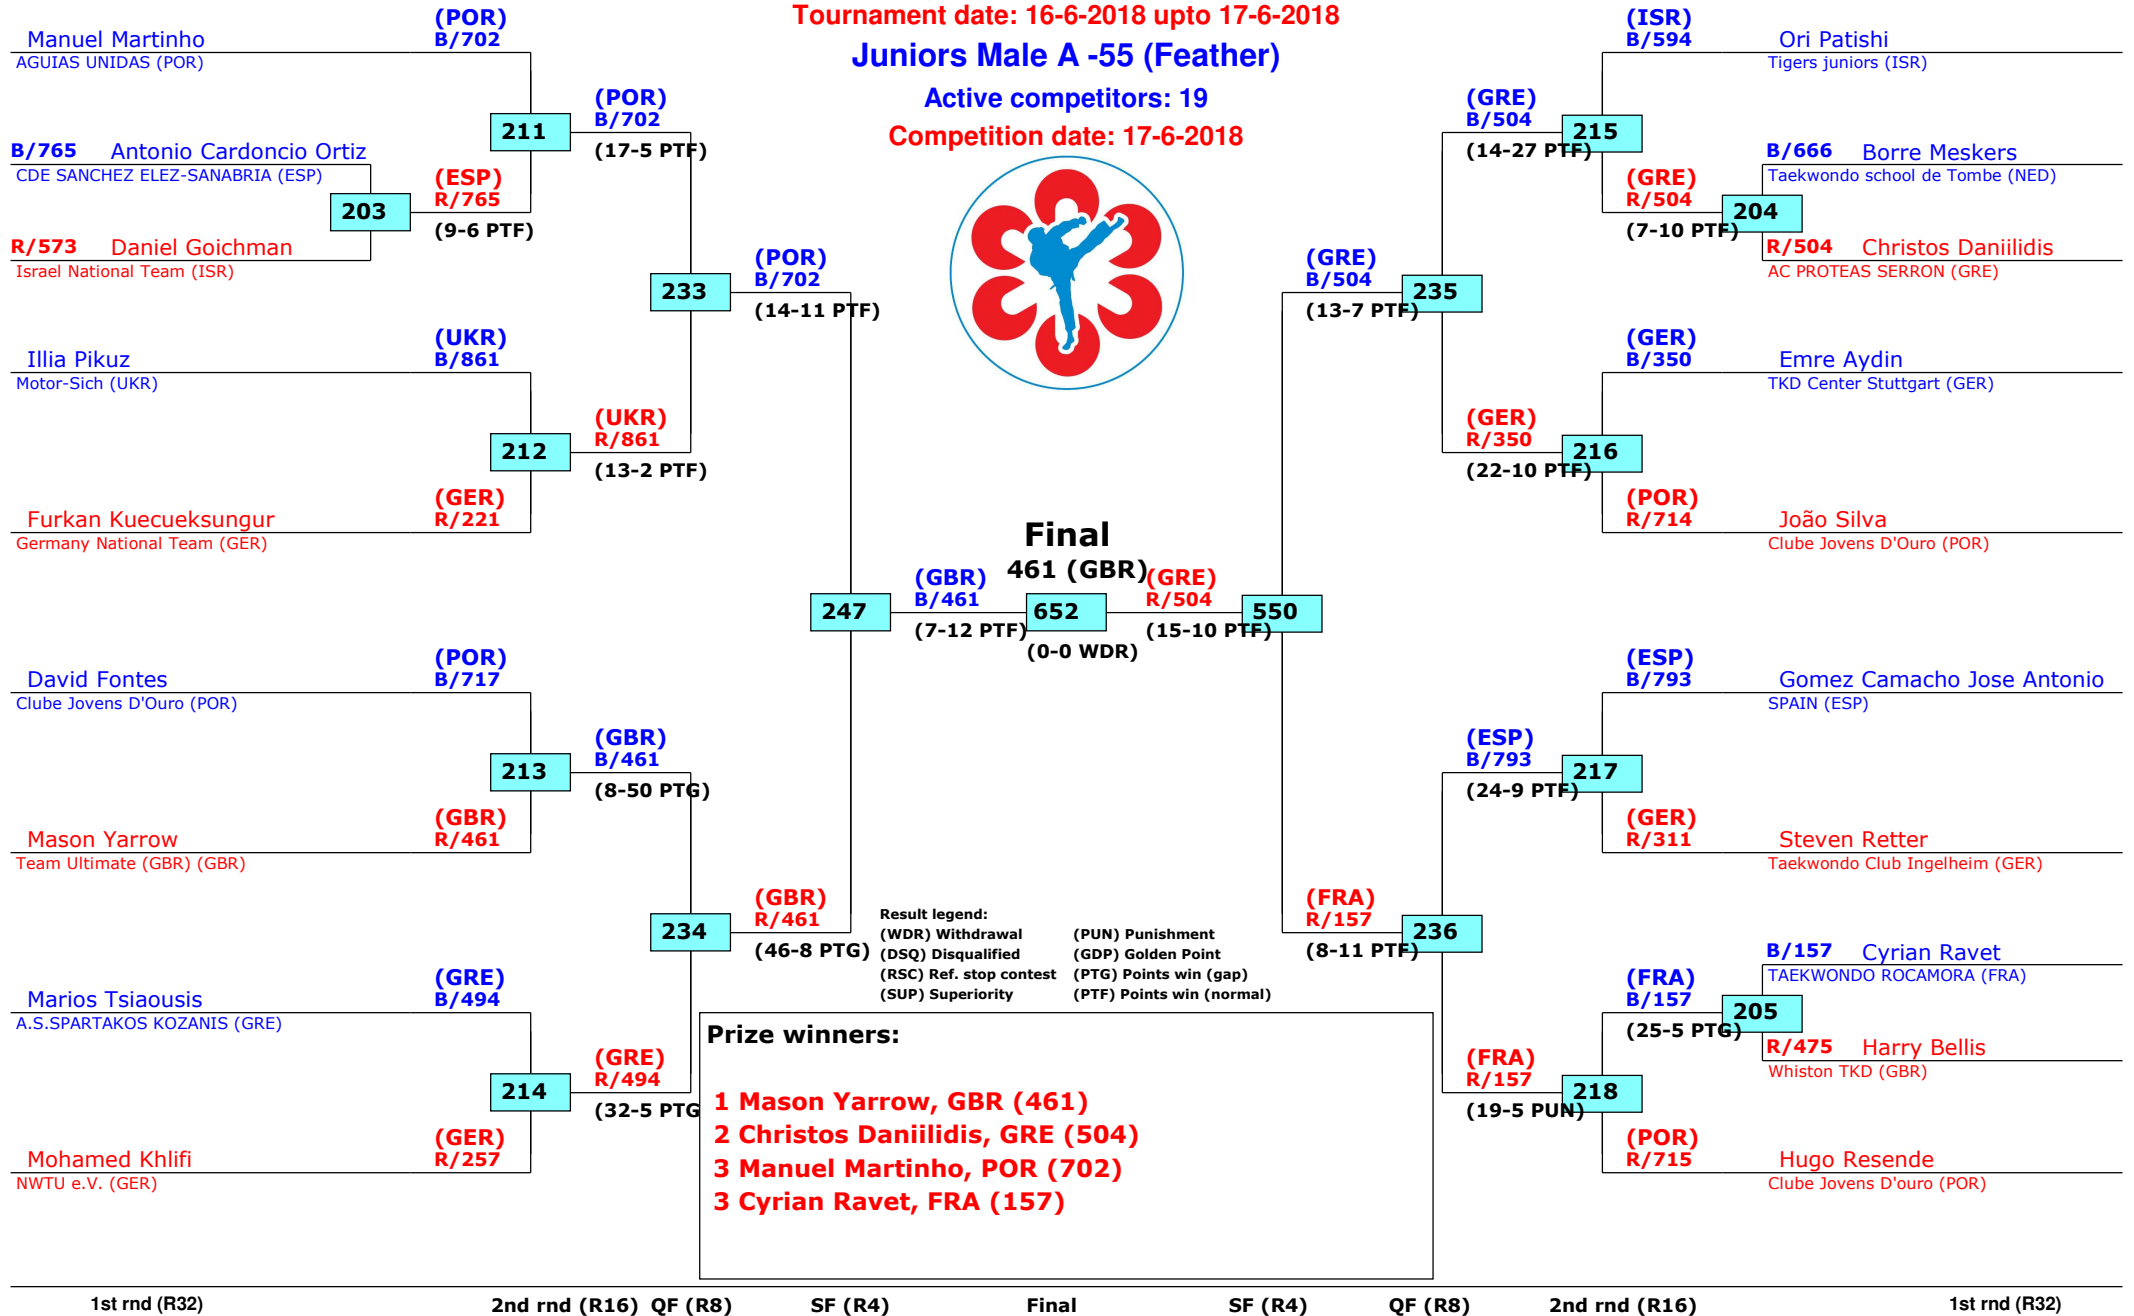 Tournament date: 16-6-2018 upto 17-6-2018
Juniors Male A -55 (Feather)
Active competitors: 19
Competition date: 17-6-2018
Manuel Martinho
AGUIAS UNIDAS (POR)
(POR)
B/702
B/765 Antonio Cardoncio Ortiz
CDE SANCHEZ ELEZ-SANABRIA (ESP)
203
R/573 Daniel Goichman
Israel National Team (ISR)
(ESP)
R/765
(9-6 PTF)
211
(POR)
B/702
(17-5 PTF)
Illia Pikuz
Motor-Sich (UKR)
(UKR)
B/861
212
Furkan Kuecueksungur
Germany National Team (GER)
(GER)
R/221
(UKR)
R/861
(13-2 PTF)
233
(POR)
B/702
(14-11 PTF)
David Fontes
Clube Jovens D'Ouro (POR)
(POR)
B/717
213
Mason Yarrow
Team Ultimate (GBR) (GBR)
(GBR)
R/461
(GBR)
B/461
(8-50 PTG)
Marios Tsiaousis
A.S.SPARTAKOS KOZANIS (GRE)
(GRE)
B/494
214
Mohamed Khlifi
NWTU e.V. (GER)
(GER)
R/257
(GRE)
R/494
(32-5 PTG
234
(GBR)
R/461
(46-8 PTG)
247
(GBR)
B/461
(7-12 PTF)
Final
461 (GBR)
652
(0-0 WDR)
(GRE)
R/504
(15-10 PTF)
550
(GRE)
B/504
(13-7 PTF)
235
(GRE)
B/504
(14-27 PTF)
215
(ISR)
B/594
Ori Patishi
Tigers juniors (ISR)
(GRE)
R/504
(7-10 PTF)
204
B/666 Borre Meskers
Taekwondo school de Tombe (NED)
R/504 Christos Daniilidis
AC PROTEAS SERRON (GRE)
(GER)
R/350
(22-10 PTF)
216
(GER)
B/350
Emre Aydin
TKD Center Stuttgart (GER)
(POR)
R/714
João Silva
Clube Jovens D'Ouro (POR)
(FRA)
R/157
(8-11 PTF)
236
(ESP)
B/793
(24-9 PTF)
217
(ESP)
B/793
Gomez Camacho Jose Antonio
SPAIN (ESP)
(GER)
R/311
Steven Retter
Taekwondo Club Ingelheim (GER)
(FRA)
R/157
(19-5 PUN)
218
(FRA)
B/157
(25-5 PTG)
205
B/157 Cyrian Ravet
TAEKWONDO ROCAMORA (FRA)
R/475 Harry Bellis
Whiston TKD (GBR)
(POR)
R/715
Hugo Resende
Clube Jovens D'ouro (POR)
Result legend:
(WDR) Withdrawal (PUN) Punishment
(DSQ) Disqualified (GDP) Golden Point
(RSC) Ref. stop contest (PTG) Points win (gap)
(SUP) Superiority (PTF) Points win (normal)
Prize winners:
1 Mason Yarrow, GBR (461)
2 Christos Daniilidis, GRE (504)
3 Manuel Martinho, POR (702)
3 Cyrian Ravet, FRA (157)
1st rnd (R32) 2nd rnd (R16) QF (R8) SF (R4) Final SF (R4) QF (R8) 2nd rnd (R16) 1st rnd (R32)